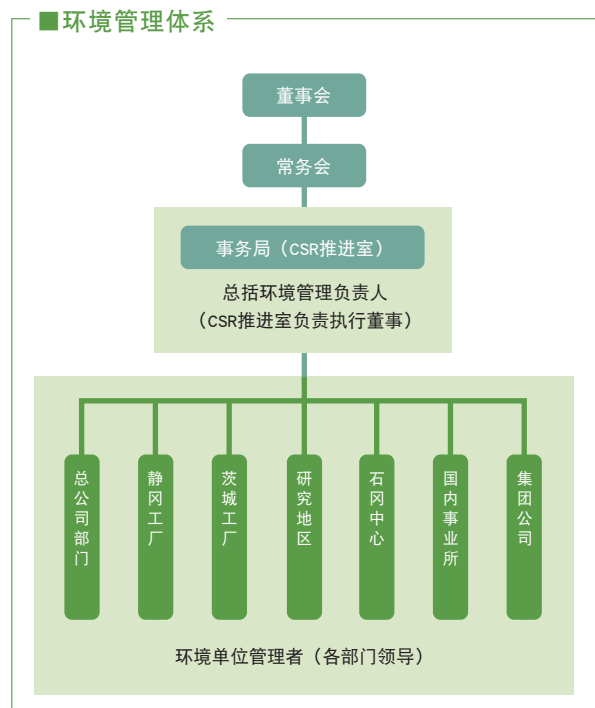 ■环境管理体系
董事会
常务会
事务局（CSR推进室）
总括环境管理负责人
（CSR推进室负责执行董事）
总公司部门
静冈工厂
茨城工厂
研究地区
石冈中心
国内事业所
集团公司
环境单位管理者（各部门领导）